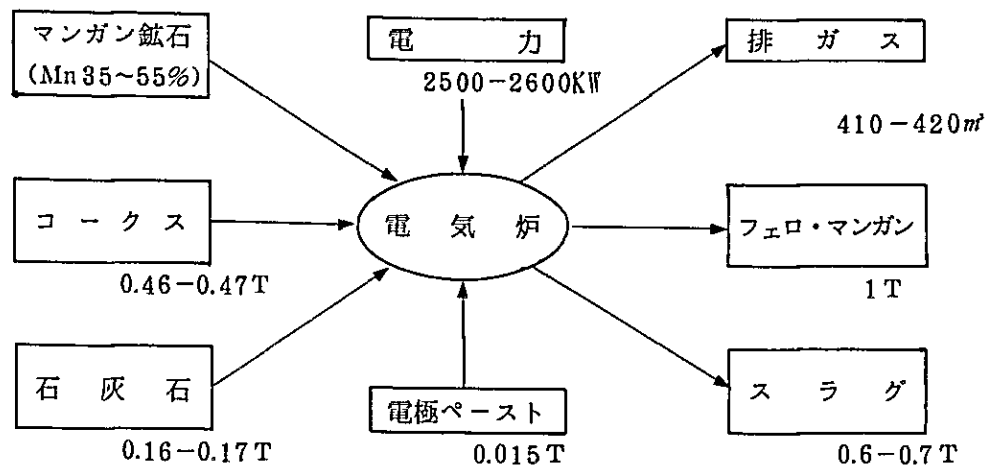 マンガン鉱石
(Mn35~55%)
電力
2500-2600KW
排ガス
410-420㎥
コークス
0.46-0.47T
電気炉
フェロ・マンガン
1T
石灰石
0.16-0.17T
電極ペースト
0.015T
スラグ
0.6-0.7T